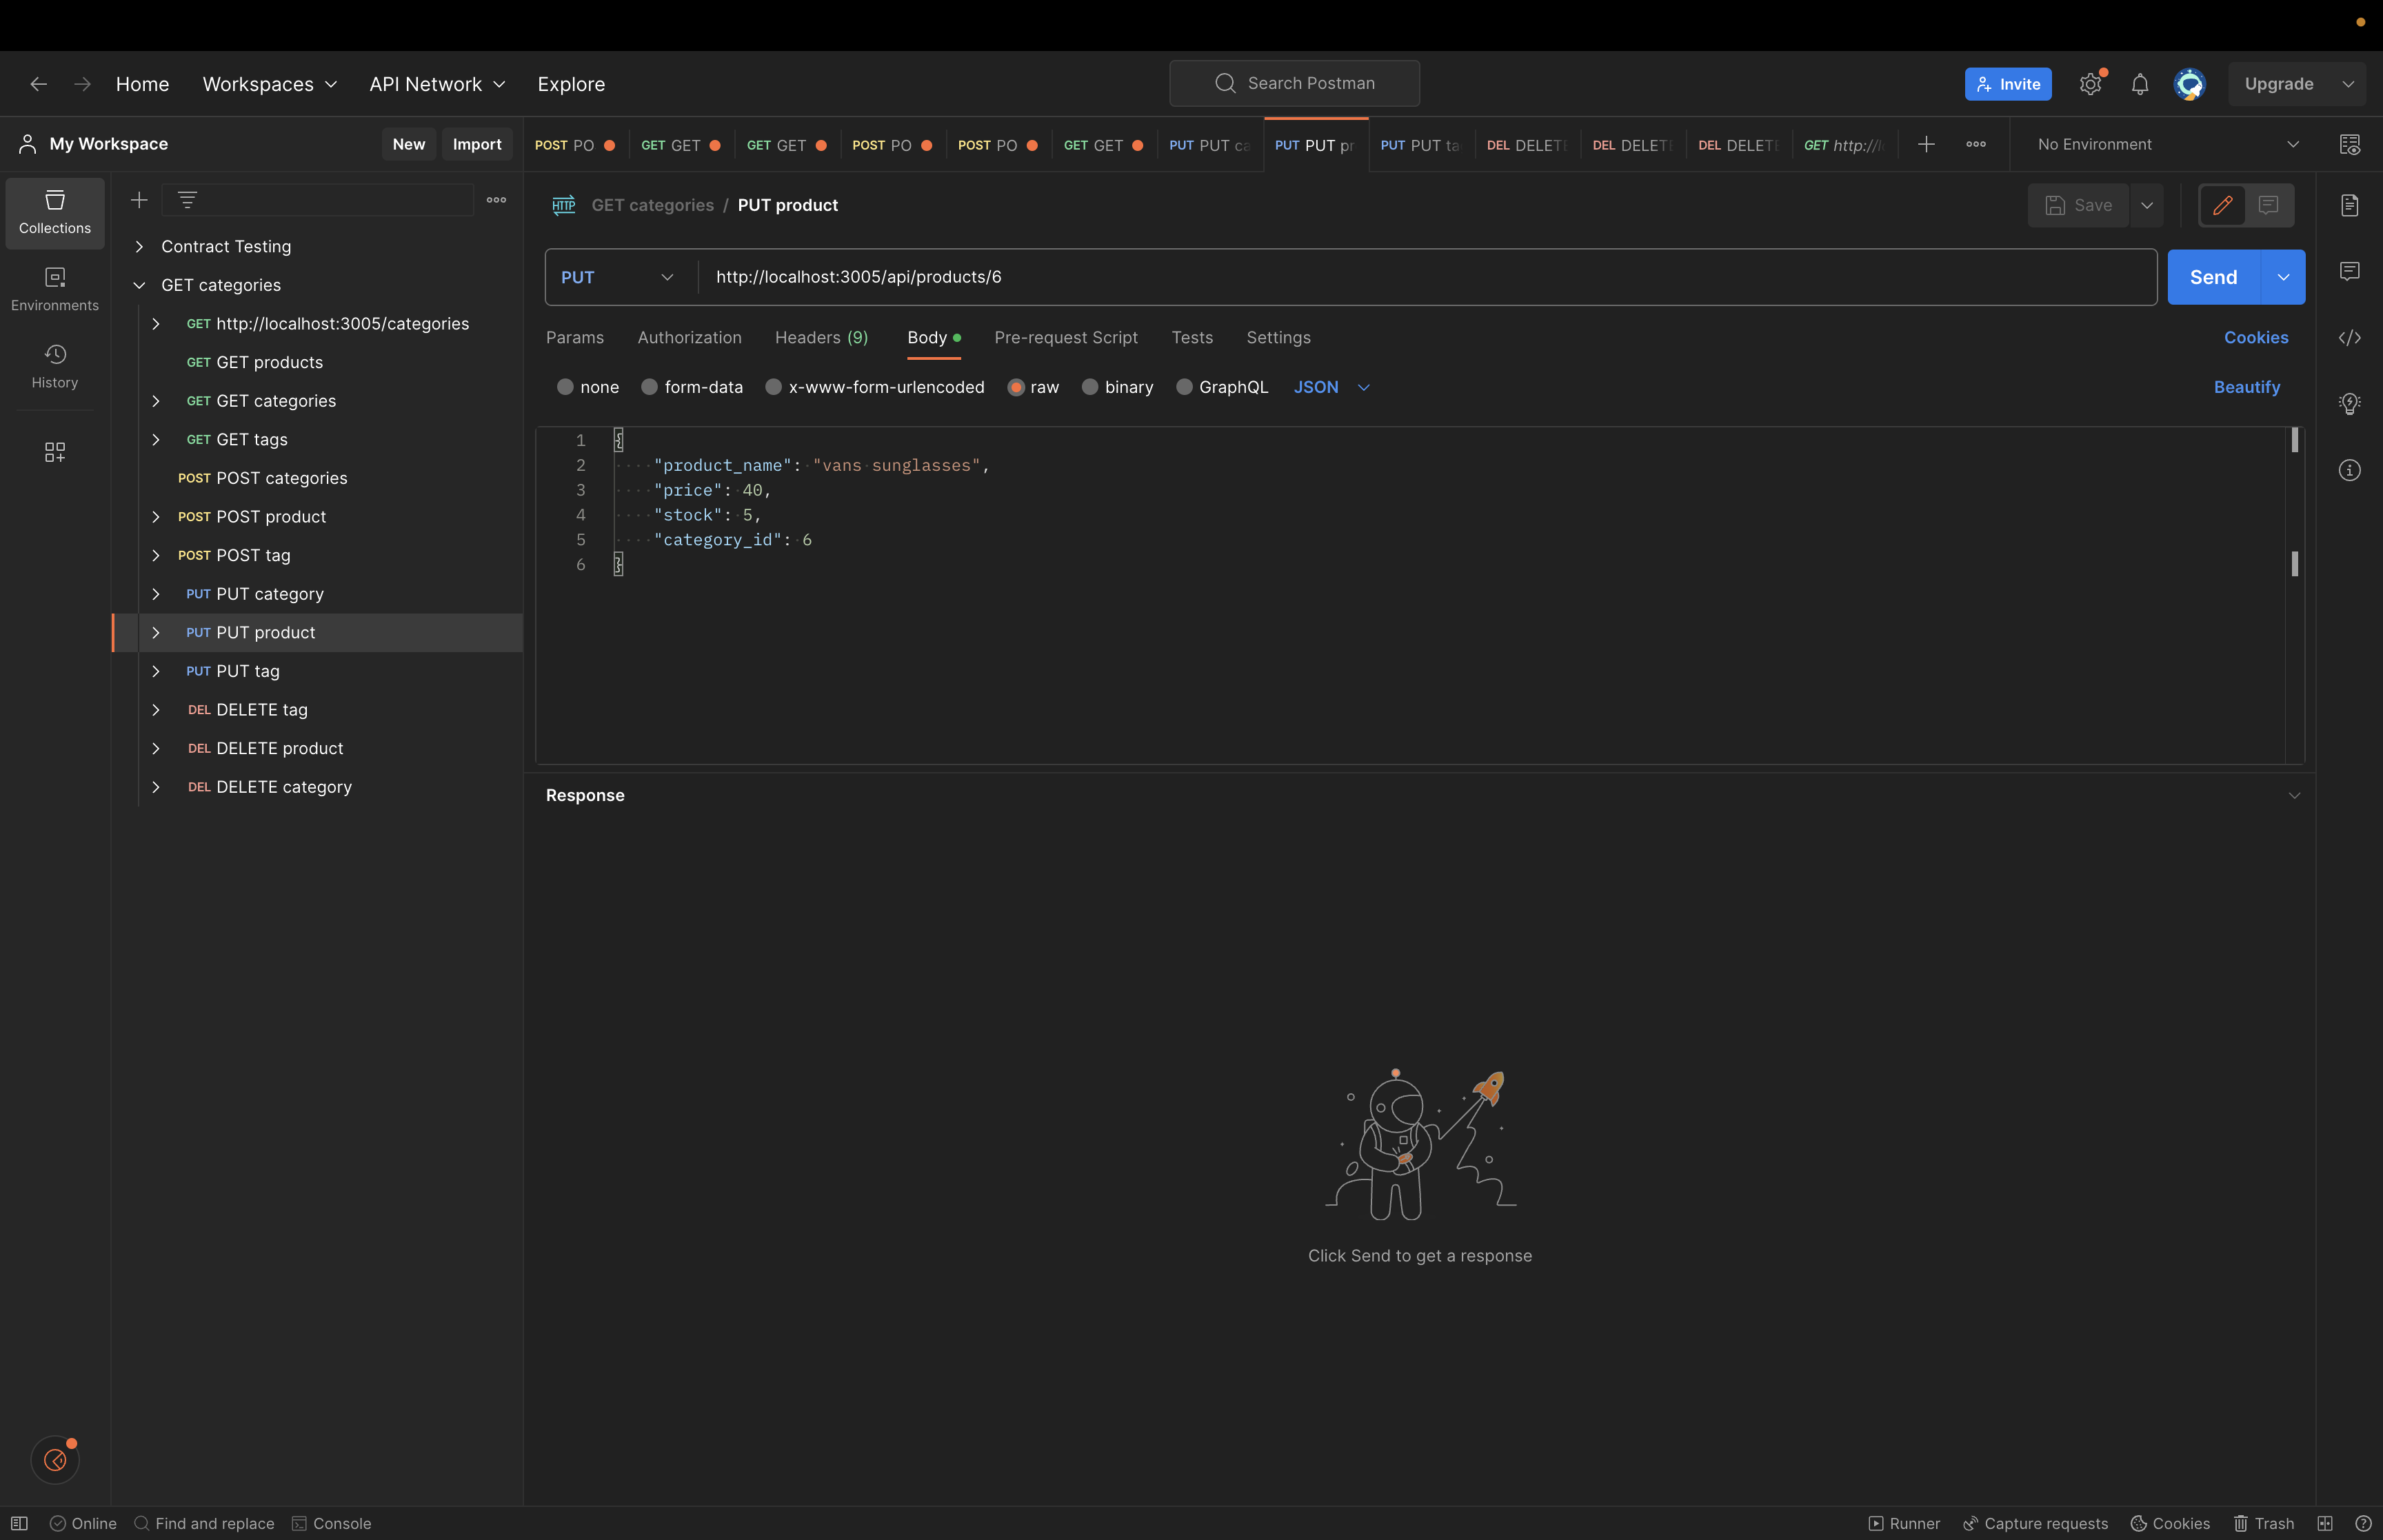 Home Workspaces API Network Explore Search Postman Invite Upgrade
My Workspace New Import
POST PO GET GET GET GET POST PO POST PO GET GET PUT PUT ca PUT PUT pr PUT PUT ta DEL DELET DEL DELET DEL DELET GET http://l No Environment
Collections
Environments
History
Contract Testing
GET categories
GET http://localhost:3005/categories
GET GET products
GET GET categories
GET GET tags
POST POST categories
POST POST product
POST POST tag
PUT PUT category
PUT PUT product
PUT PUT tag
DEL DELETE tag
DEL DELETE product
DEL DELETE category
HTTP GET categories / PUT product Save
PUT http://localhost:3005/api/products/6 Send
Params Authorization Headers (9) Body Pre-request Script Tests Settings Cookies
none form-data x-www-form-urlencoded raw binary GraphQL JSON Beautify
1 {
2 "product_name": "vans sunglasses",
3 "price": 40,
4 "stock": 5,
5 "category_id": 6
6 }
Response
Click Send to get a response
Online Find and replace Console Runner Capture requests Cookies Trash